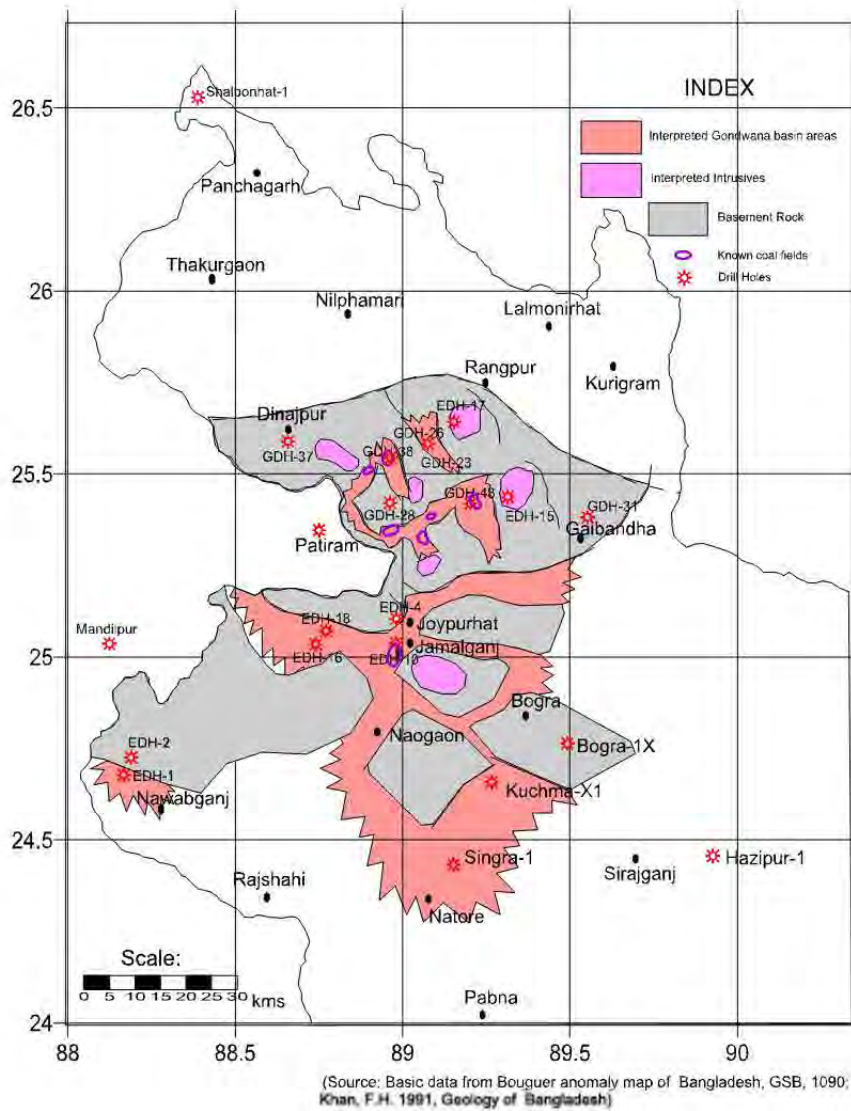 INDEX
Interpreted Gondwana basin areas
Interpreted Intrusives
Basement Rock
Known coal fields
Drill Holes
26.5
26
25.5
25
24.5
24
88
88.5
89
89.5
90
Shalbonhat-1
Panchagarh
Thakurgaon
Nilphamari
Lalmonirhat
Kurigram
Rangpur
EDH-17
Dinajpur
GDH-26
GDH-37
GDH-38
GDH-23
GDH-48
GDH-28
EDH-15
GDH-31
Gaibandha
Patiram
EDH-4
EDH-18
Joypurhat
Mandilpur
Jamalganj
EDH-16
EDH-10
Bogra
Naogaon
Bogra-1X
EDH-2
EDH-1
Kuchma-X1
Nawabganj
Singra-1
Sirajganj
Hazipur-1
Rajshahi
Natore
Scale:
0 5 10 15 20 25 30 kms
Pabna
(Source: Basic data from Bouguer anomaly map of Bangladesh, GSB, 1090;
Khan, F.H. 1991, Geology of Bangladesh)